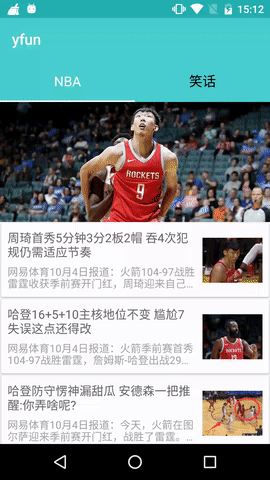 15:12
yfun
NBA
笑话
ROCKETS
9
周琦首秀5分钟3分2板2帽 吞4次犯
规仍需适应节奏
网易体育10月4日报道：火箭104-97战胜
雷霆收获季前赛开门红，周琦迎来自己...
哈登16+5+10主核地位不变 尴尬7
失误这点还得改
网易体育10月4日报道：火箭季前赛首秀
104-97战胜雷霆，詹姆斯-哈登出战29...
哈登防守愣神漏甜瓜 安德森一把推
醒:你弄啥呢?
网易体育10月4日报道：今天，火箭在图
尔萨迎来季前赛开门红，战胜了雷霆。...